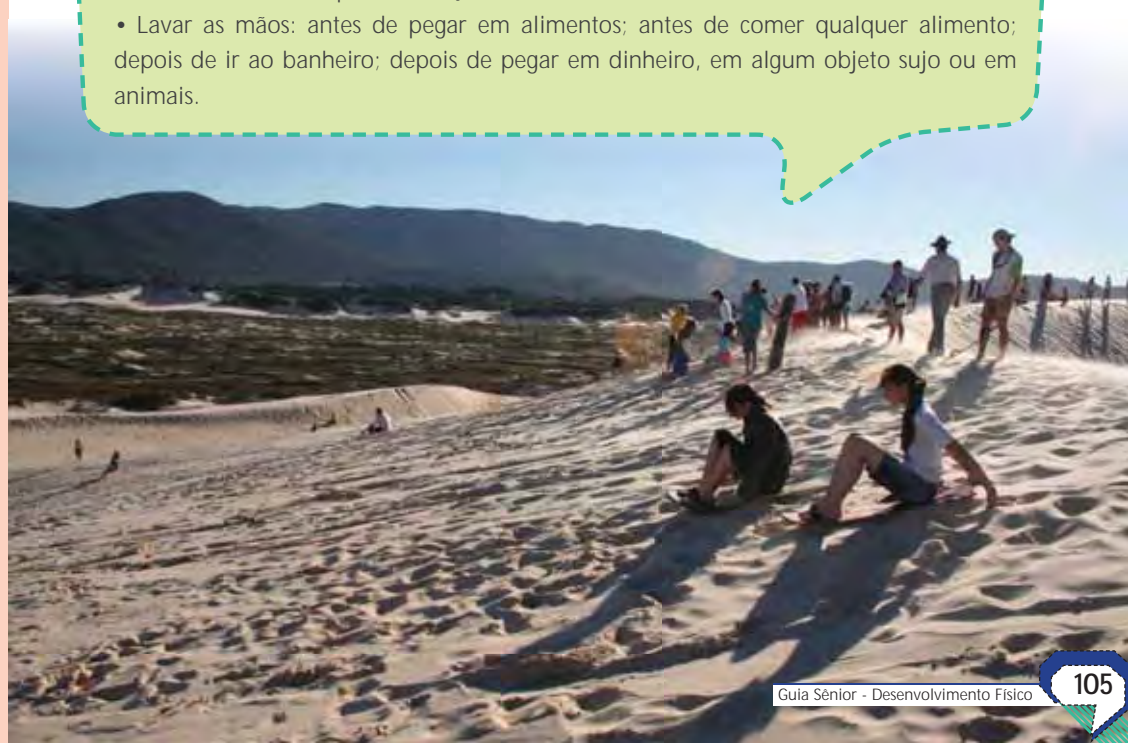 • Lavar as mãos: antes de pegar em alimentos; antes de comer qualquer alimento;
depois de ir ao banheiro; depois de pegar em dinheiro, em algum objeto sujo ou em
animais.
Guia Sênior - Desenvolvimento Físico
105